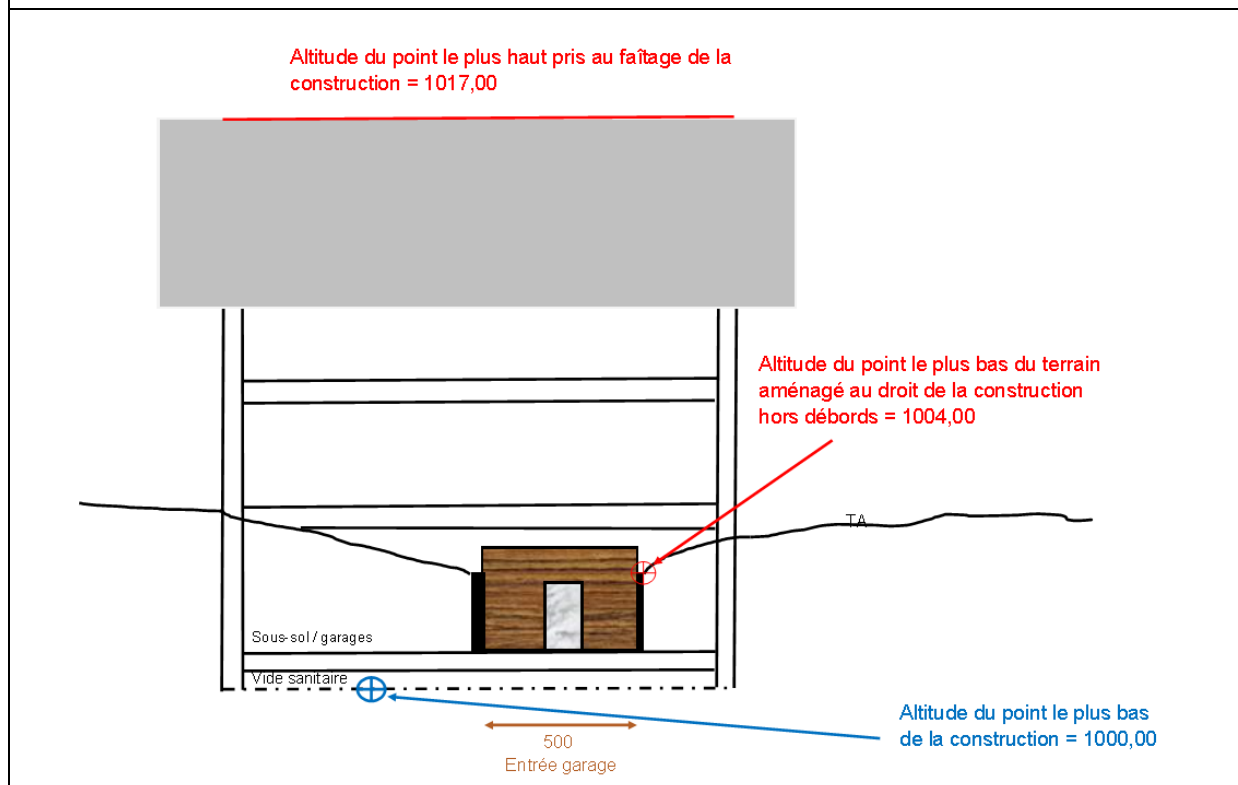 Altitude du point le plus haut pris au faîtage de la
construction = 1017,00
Altitude du point le plus bas du terrain
aménagé au droit de la construction
hors débords = 1004,00
TA
Sous-sol / garages
Vide sanitaire
Altitude du point le plus bas
de la construction = 1000,00
500
Entrée garage